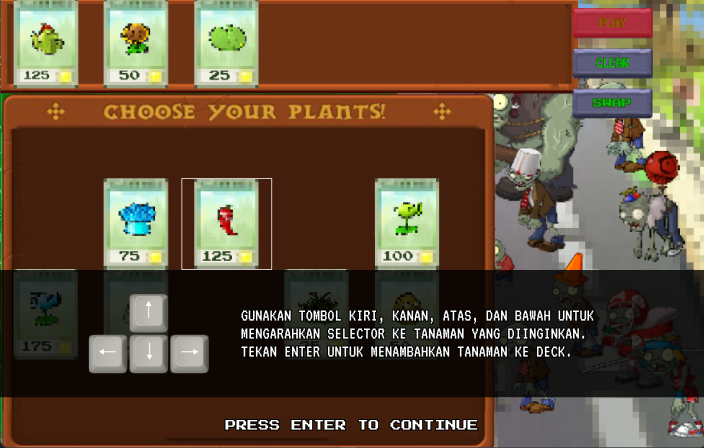 125
50
25
PLAY
CLEAR
SWAP
CHOOSE YOUR PLANTS!
75
125
100
175
GUNAKAN TOMBOL KIRI, KANAN, ATAS, DAN BAWAH UNTUK
MENGARAHKAN SELECTOR KE TANAMAN YANG DIINGINKAN.
TEKAN ENTER UNTUK MENAMBAHKAN TANAMAN KE DECK.
PRESS ENTER TO CONTINUE